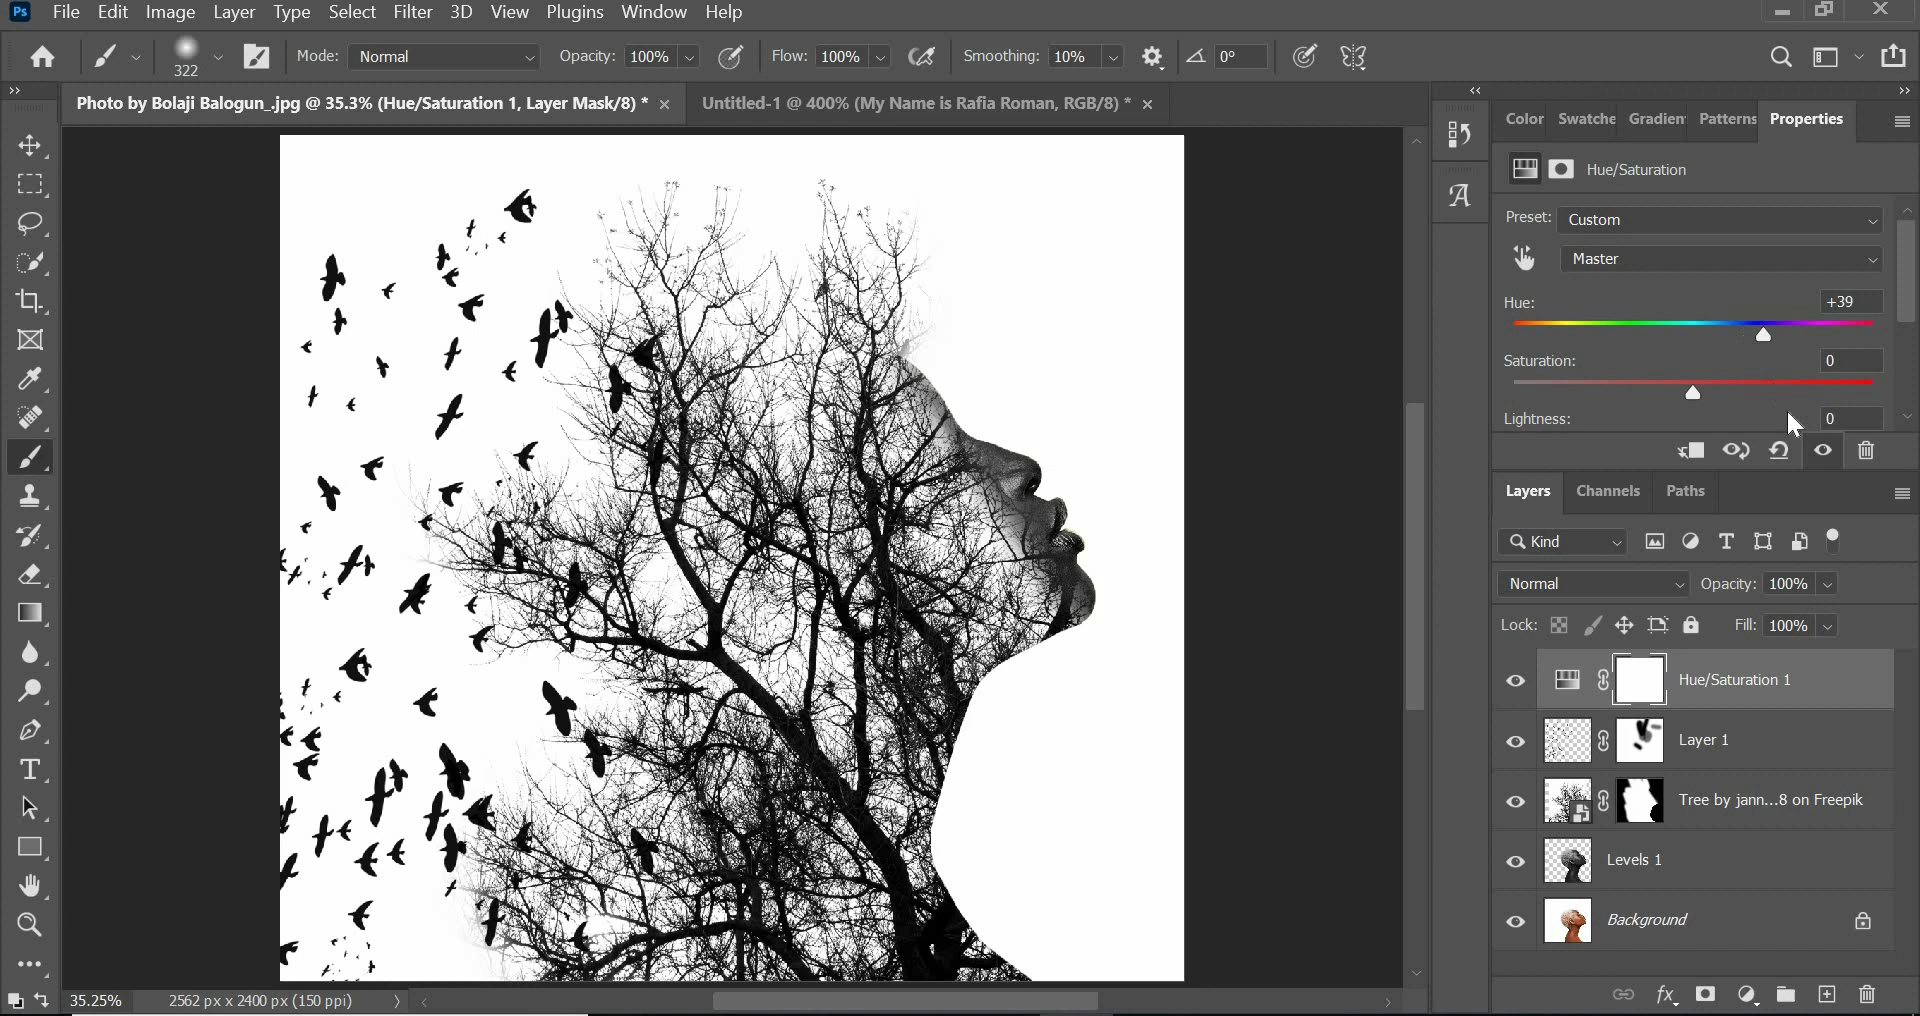 Ps File Edit Image Layer Type Select Filter 3D View Plugins Window Help
322 Mode: Normal Opacity: 100% Flow: 100% Smoothing: 10% 0°
Photo by Bolaji Balogun_.jpg @ 35.3% (Hue/Saturation 1, Layer Mask/8) * × Untitled-1 @ 400% (My Name is Rafia Roman, RGB/8) * ×
Color Swatche Gradien Patterns Properties
Hue/Saturation
Preset: Custom
Master
Hue: +39
Saturation: 0
Lightness: 0
Layers Channels Paths
Kind
Normal Opacity: 100%
Lock: Fill: 100%
Hue/Saturation 1
Layer 1
Tree by jann...8 on Freepik
Levels 1
Background
35.25% 2562 px x 2400 px (150 ppi)